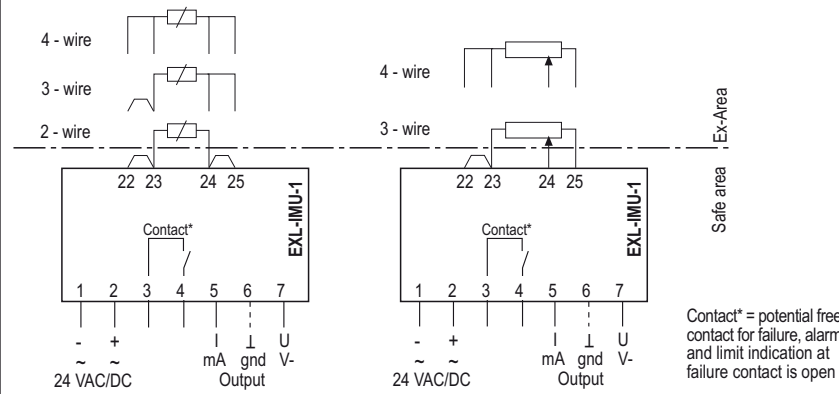 4 - wire
3 - wire
2 - wire
22 23 24 25
EXL-IMU-1
Contact*
1 2 3 4 5 6 7
- + I ⊥ U
~ ~ mA gnd V-
24 VAC/DC Output
4 - wire
3 - wire
22 23 24 25
EXL-IMU-1
Contact*
1 2 3 4 5 6 7
- + I ⊥ U
~ ~ mA gnd V-
24 VAC/DC Output
Ex-Area
Safe area
Contact* = potential free
contact for failure, alarm
and limit indication at
failure contact is open